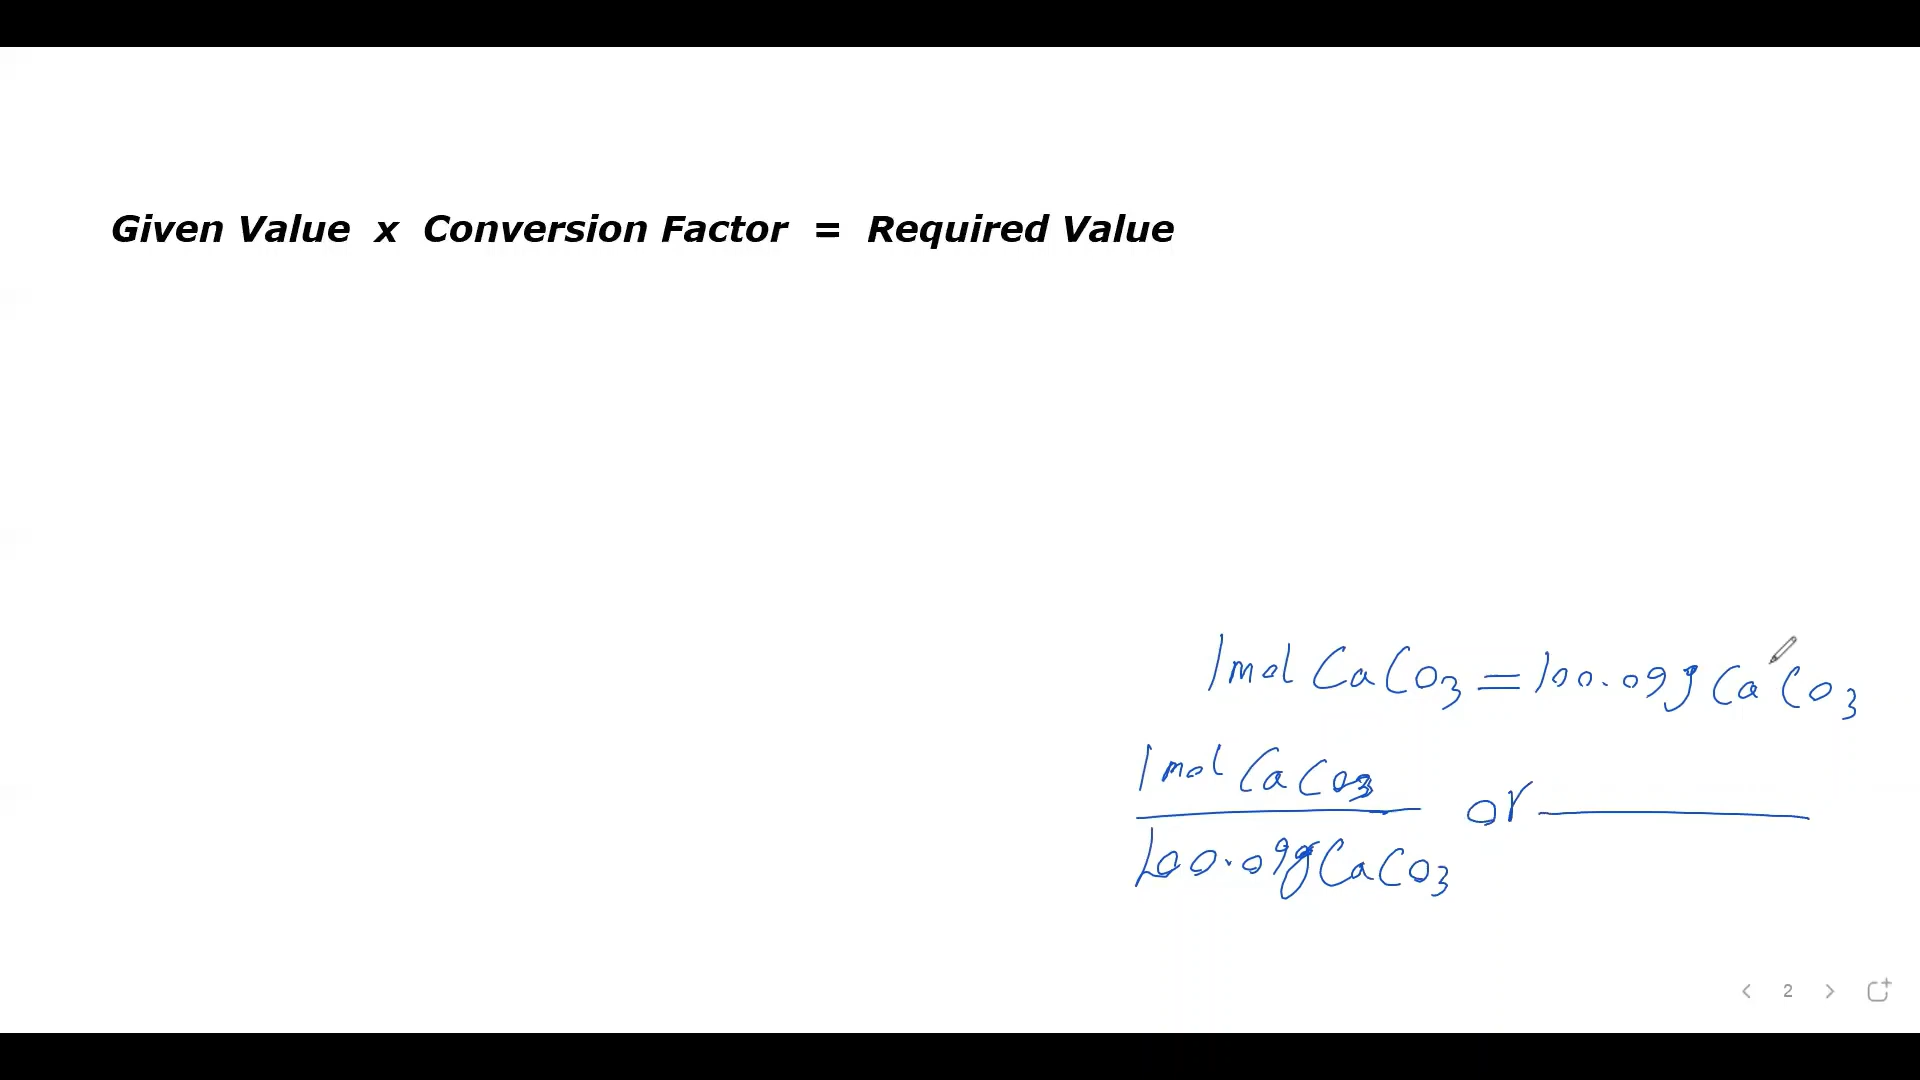 Given Value x Conversion Factor = Required Value
1mol CaCO3 = 100.09g CaCO3
1mol CaCO3 or
100.09g CaCO3
2